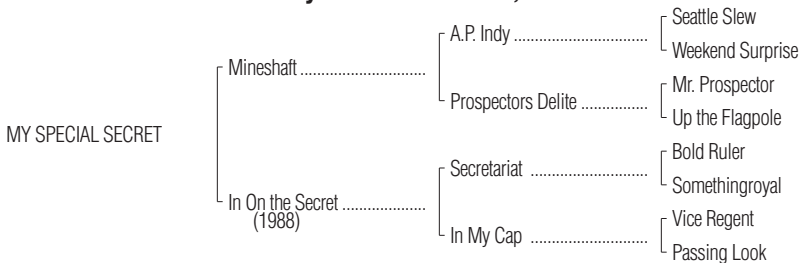 Seattle Slew
A.P. Indy ................................
Weekend Surprise
Mineshaft ..............................
Mr. Prospector
Prospectors Delite ................
Up the Flagpole
MY SPECIAL SECRET
Bold Ruler
Secretariat ............................
Somethingroyal
In On the Secret ....................
(1988)
Vice Regent
In My Cap ............................
Passing Look